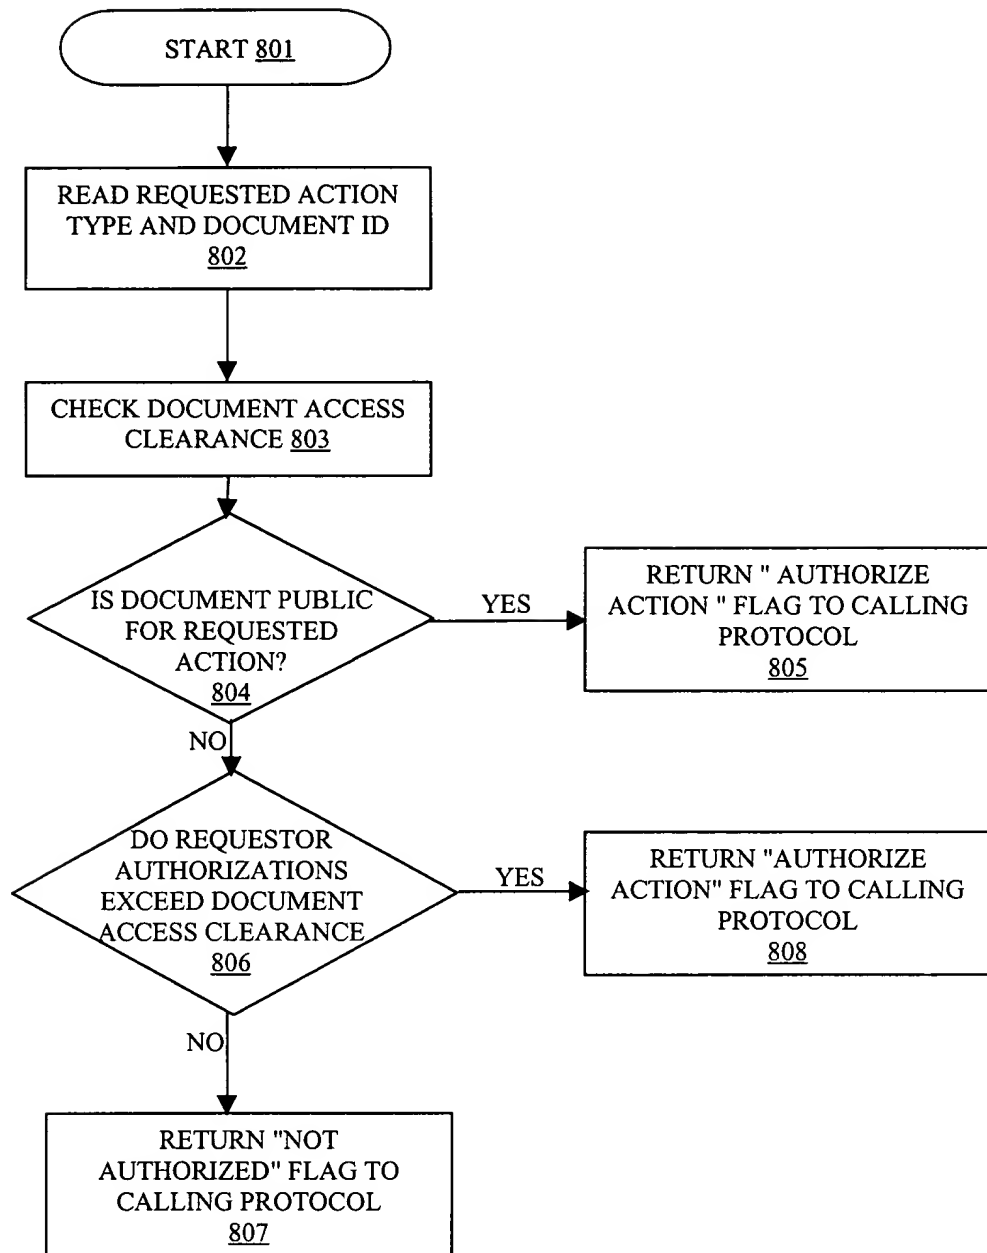 START 801
READ REQUESTED ACTION
TYPE AND DOCUMENT ID
802
CHECK DOCUMENT ACCESS
CLEARANCE 803
IS DOCUMENT PUBLIC
FOR REQUESTED
ACTION?
804
YES
RETURN " AUTHORIZE
ACTION " FLAG TO CALLING
PROTOCOL
805
NO
DO REQUESTOR
AUTHORIZATIONS
EXCEED DOCUMENT
ACCESS CLEARANCE
806
YES
RETURN "AUTHORIZE
ACTION" FLAG TO CALLING
PROTOCOL
808
NO
RETURN "NOT
AUTHORIZED" FLAG TO
CALLING PROTOCOL
807